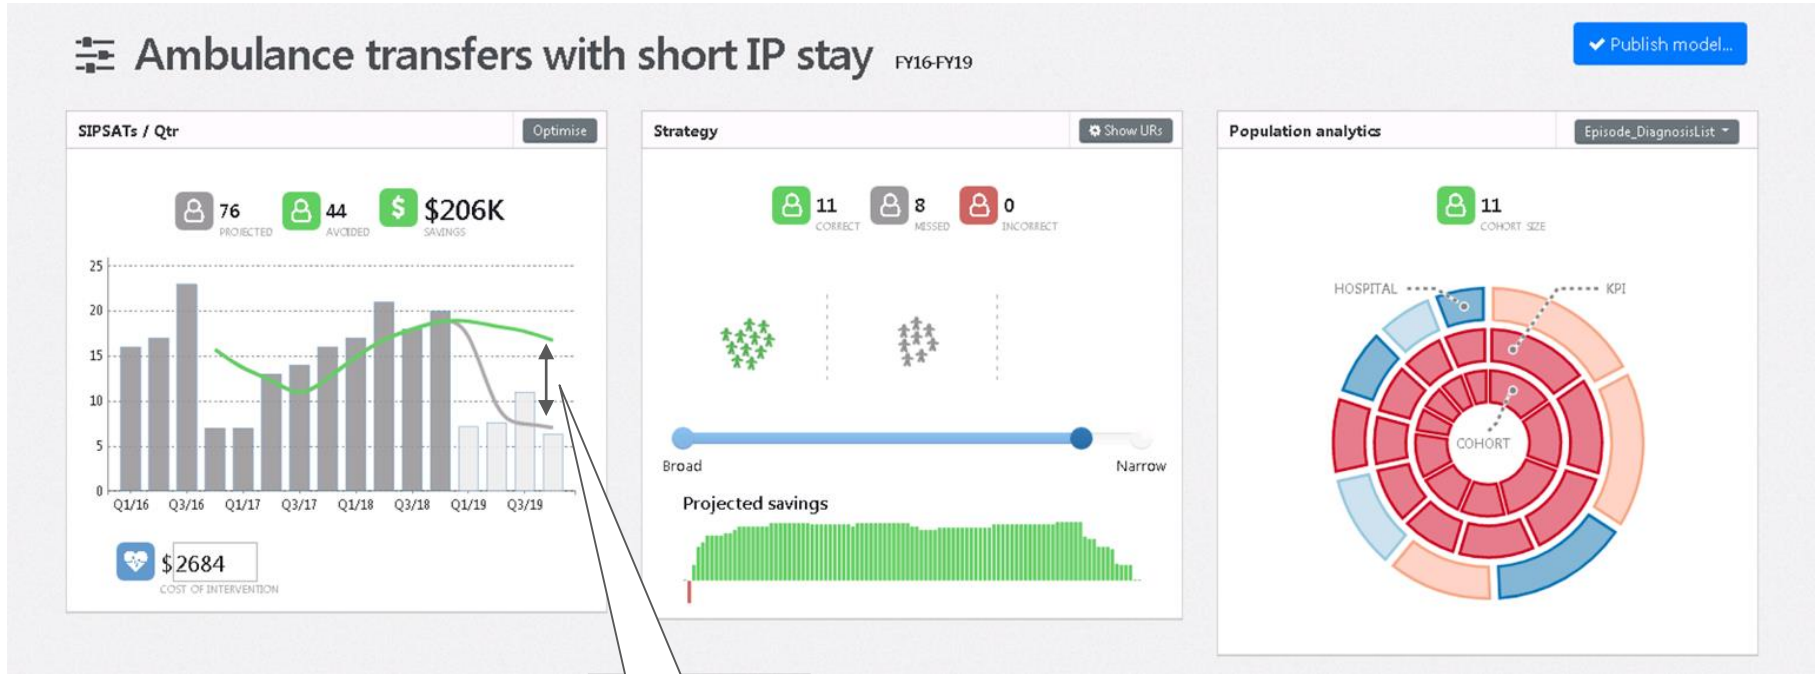 Ambulance transfers with short IP stay FY16-FY19
Publish model...
SIPSATs / Qtr
Optimise
76
PROJECTED
44
AVOIDED
$
$206K
SAVINGS
25
20
15
10
5
0
Q1/16 Q3/16 Q1/17 Q3/17 Q1/18 Q3/18 Q1/19 Q3/19
$2684
COST OF INTERVENTION
Strategy
Show URs
11
CORRECT
8
MISSED
0
INCORRECT
Broad
Narrow
Projected savings
Population analytics
Episode_DiagnosisList
11
COHORT SIZE
HOSPITAL
KPI
COHORT